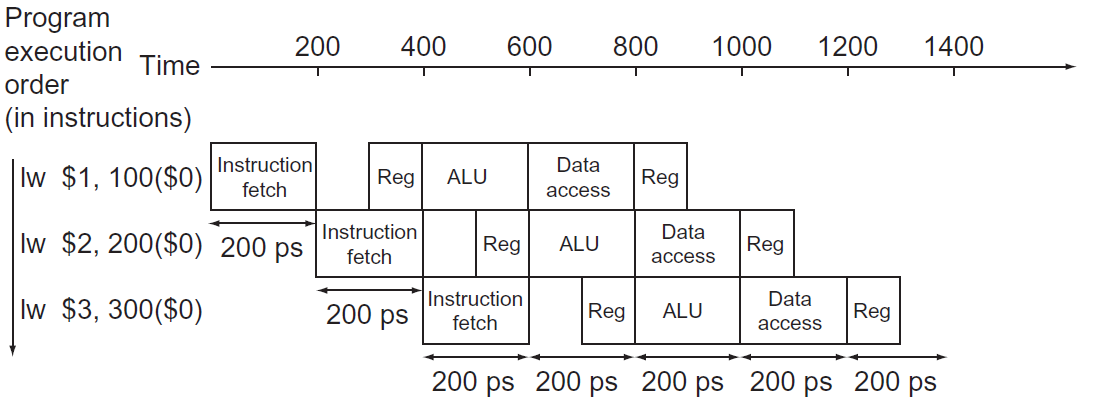 Program
execution
order
(in instructions)
Time
200 400 600 800 1000 1200 1400
lw $1, 100($0)
Instruction
fetch
Reg
ALU
Data
access
Reg
200 ps
lw $2, 200($0)
Instruction
fetch
Reg
ALU
Data
access
Reg
200 ps
lw $3, 300($0)
Instruction
fetch
Reg
ALU
Data
access
Reg
200 ps 200 ps 200 ps 200 ps 200 ps